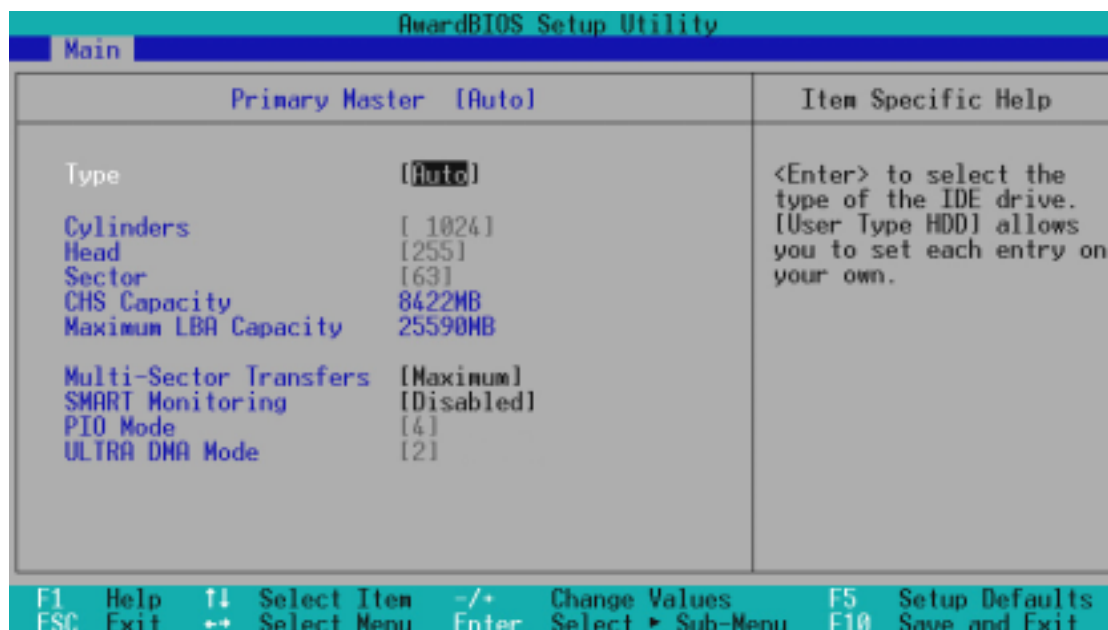 AwardBIOS Setup Utility
Main
Primary Master [Auto]
Item Specific Help
Type [Auto]
Cylinders [ 1024]
Head [255]
Sector [63]
CHS Capacity 8422MB
Maximum LBA Capacity 25590MB
Multi-Sector Transfers [Maximum]
SMART Monitoring [Disabled]
PIO Mode [4]
ULTRA DMA Mode [2]
<Enter> to select the
type of the IDE drive.
[User Type HDD] allows
you to set each entry on
your own.
F1 Help ↑↓ Select Item -/+ Change Values F5 Setup Defaults
ESC Exit ←→ Select Menu Enter Select ► Sub-Menu F10 Save and Exit